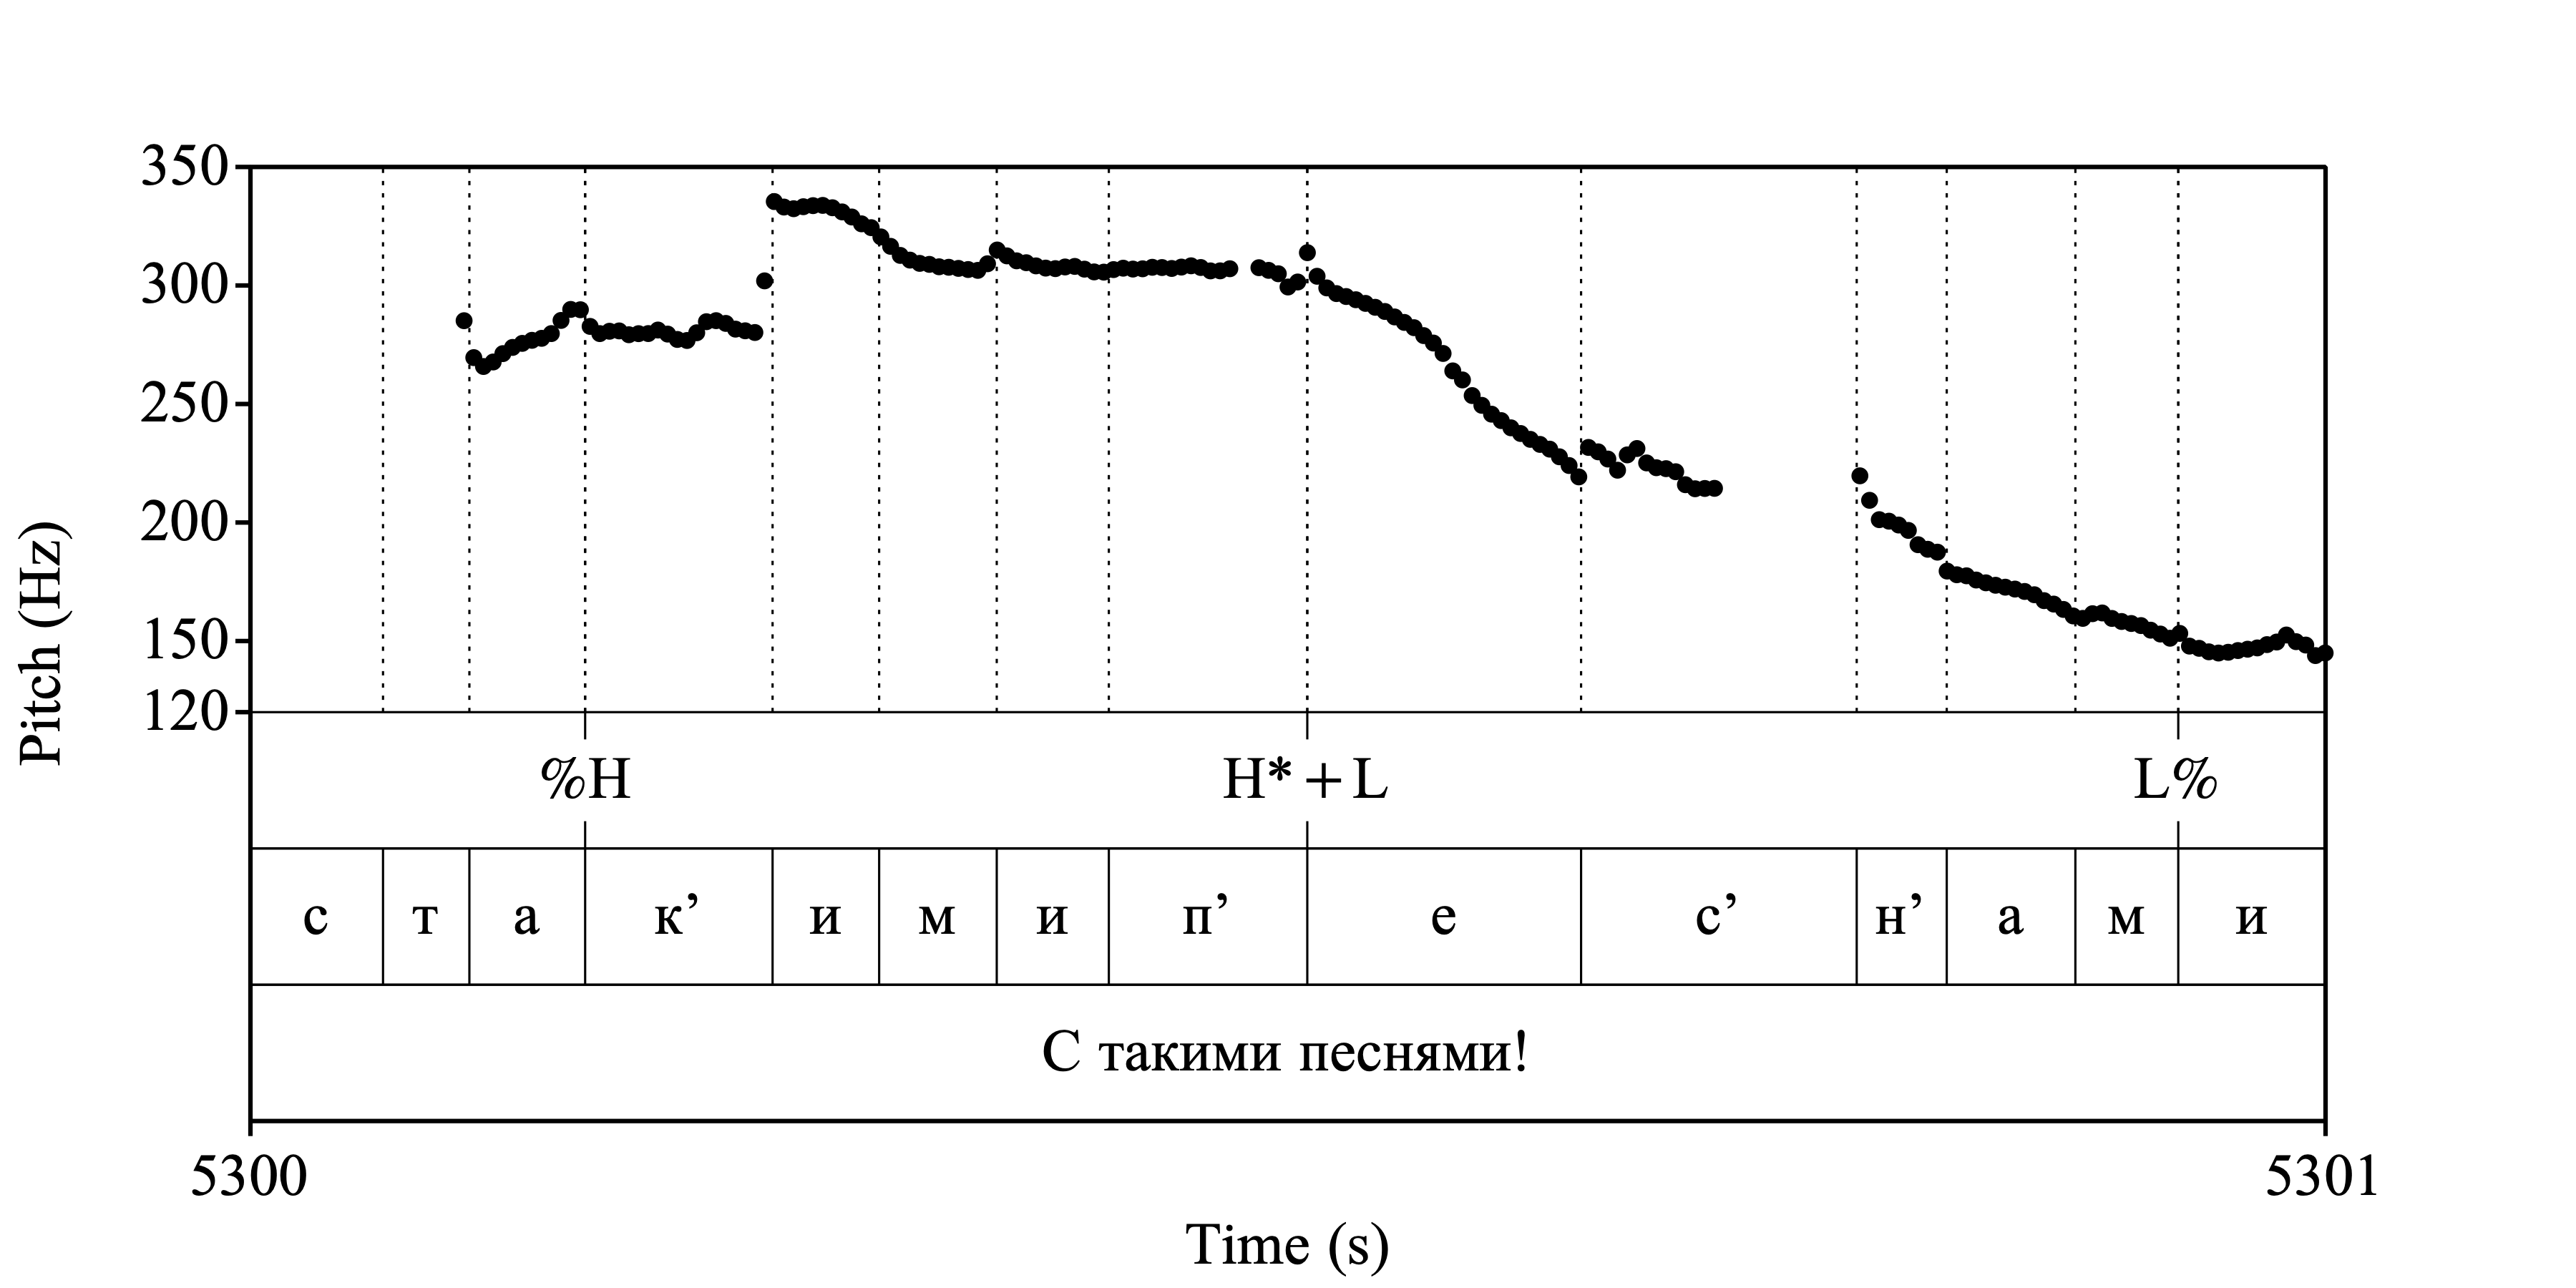 350
300
250
200
150
120
Pitch (Hz)
%H H*+L L%
с т а к’ и м и п’ е с’ н’ а м и
С такими песнями!
5300 5301
Time (s)